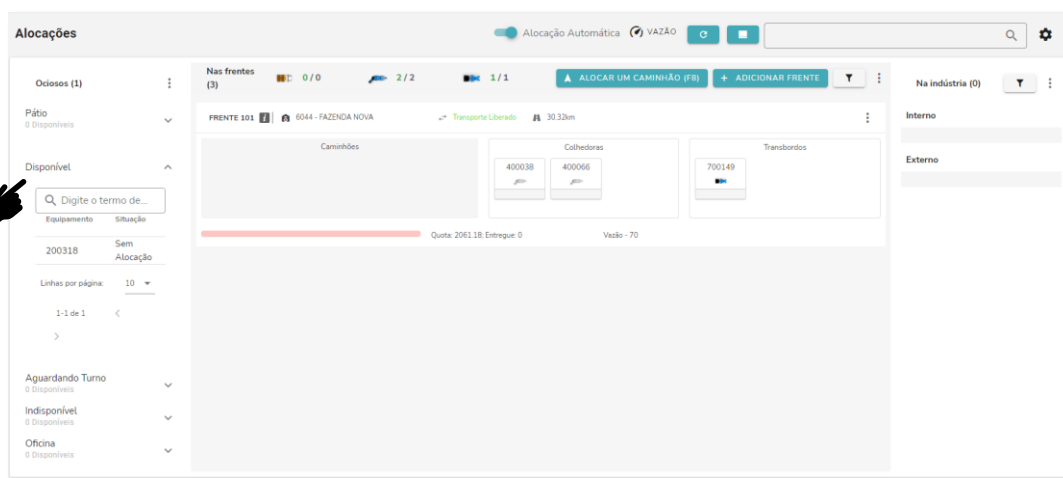 Alocações
Alocação Automática
VAZÃO
Ociosos (1)
Pátio
0 Disponíveis
Disponível
Digite o termo de...
Equipamento Situação
200318 Sem Alocação
Linhas por página: 10
1-1 de 1
Aguardando Turno
0 Disponíveis
Indisponível
0 Disponíveis
Oficina
0 Disponíveis
Nas frentes (3)
0/0 2/2 1/1
ALOCAR UM CAMINHÃO (F8)
+ ADICIONAR FRENTE
FRENTE 101 6044 - FAZENDA NOVA Transporte Liberado 30.32km
Caminhões
Colhedoras
400038 400066
Transbordos
700149
Quota: 2061.18: Entregue: 0 Vazão - 70
Na indústria (0)
Interno
Externo